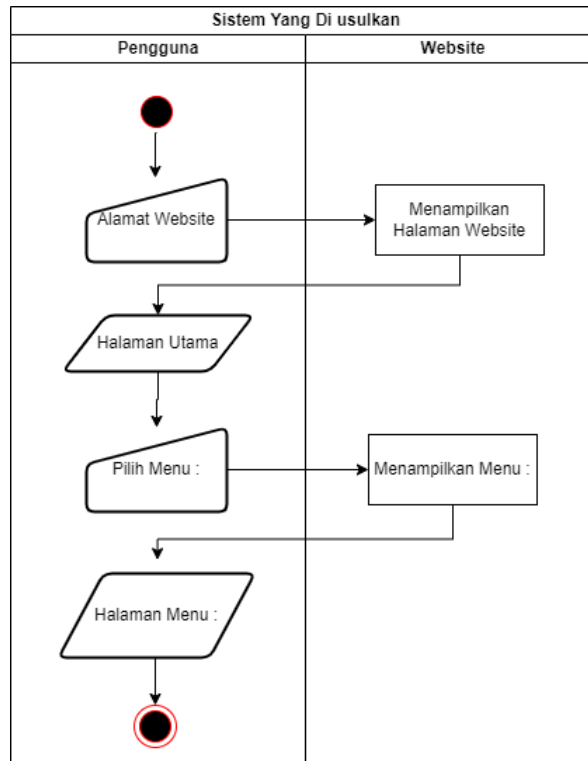 Sistem Yang Di usulkan
Pengguna
Website
Alamat Website
Menampilkan
Halaman Website
Halaman Utama
Pilih Menu :
Menampilkan Menu :
Halaman Menu :